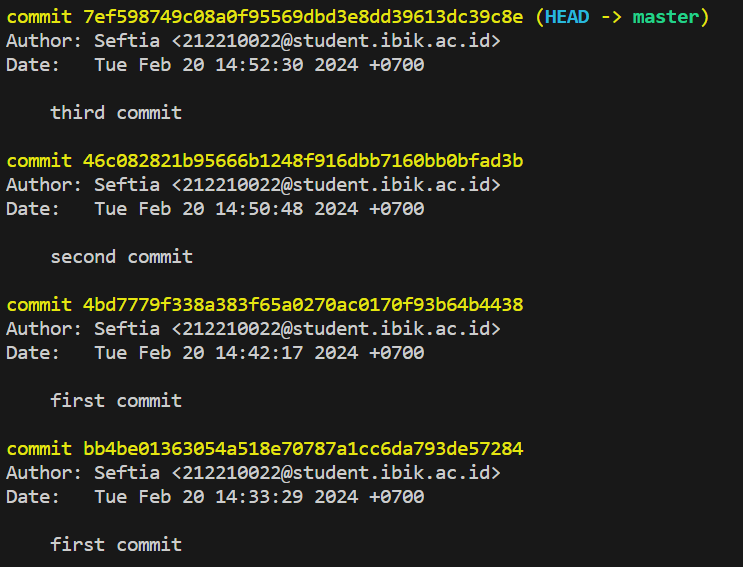 commit 7ef598749c08a0f95569dbd3e8dd39613dc39c8e (HEAD -> master)
Author: Seftia <212210022@student.ibik.ac.id>
Date:   Tue Feb 20 14:52:30 2024 +0700
third commit
commit 46c082821b95666b1248f916dbb7160bb0bfad3b
Author: Seftia <212210022@student.ibik.ac.id>
Date:   Tue Feb 20 14:50:48 2024 +0700
second commit
commit 4bd7779f338a383f65a0270ac0170f93b64b4438
Author: Seftia <212210022@student.ibik.ac.id>
Date:   Tue Feb 20 14:42:17 2024 +0700
first commit
commit bb4be01363054a518e70787a1cc6da793de57284
Author: Seftia <212210022@student.ibik.ac.id>
Date:   Tue Feb 20 14:33:29 2024 +0700
first commit